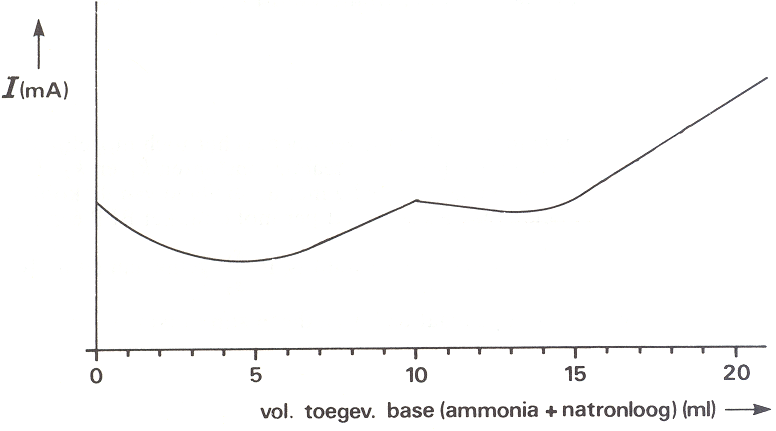 I(mA)
0 5 10 15 20
vol. toegev. base (ammonia + natronloog) (ml)